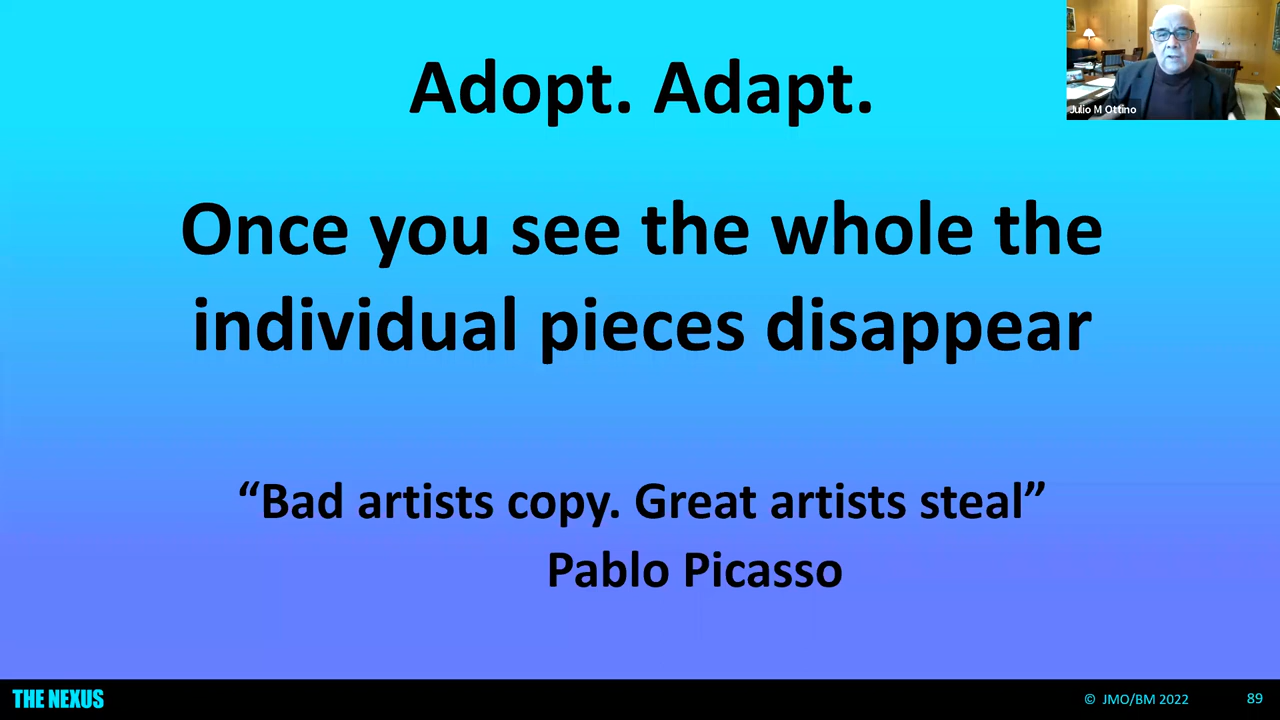 Adopt. Adapt.
Julio M Ottino
Once you see the whole the
individual pieces disappear
“Bad artists copy. Great artists steal”
Pablo Picasso
THE NEXUS
© JMO/BM 2022
89